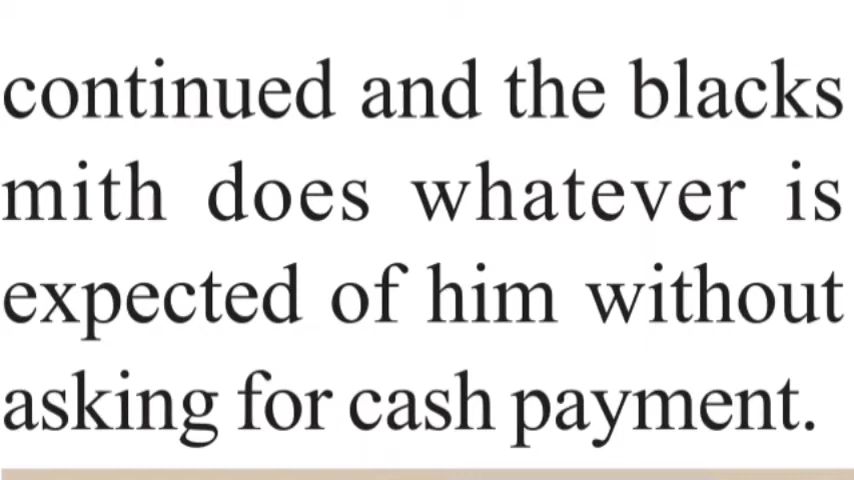 continued and the blacks
mith does whatever is
expected of him without
asking for cash payment.